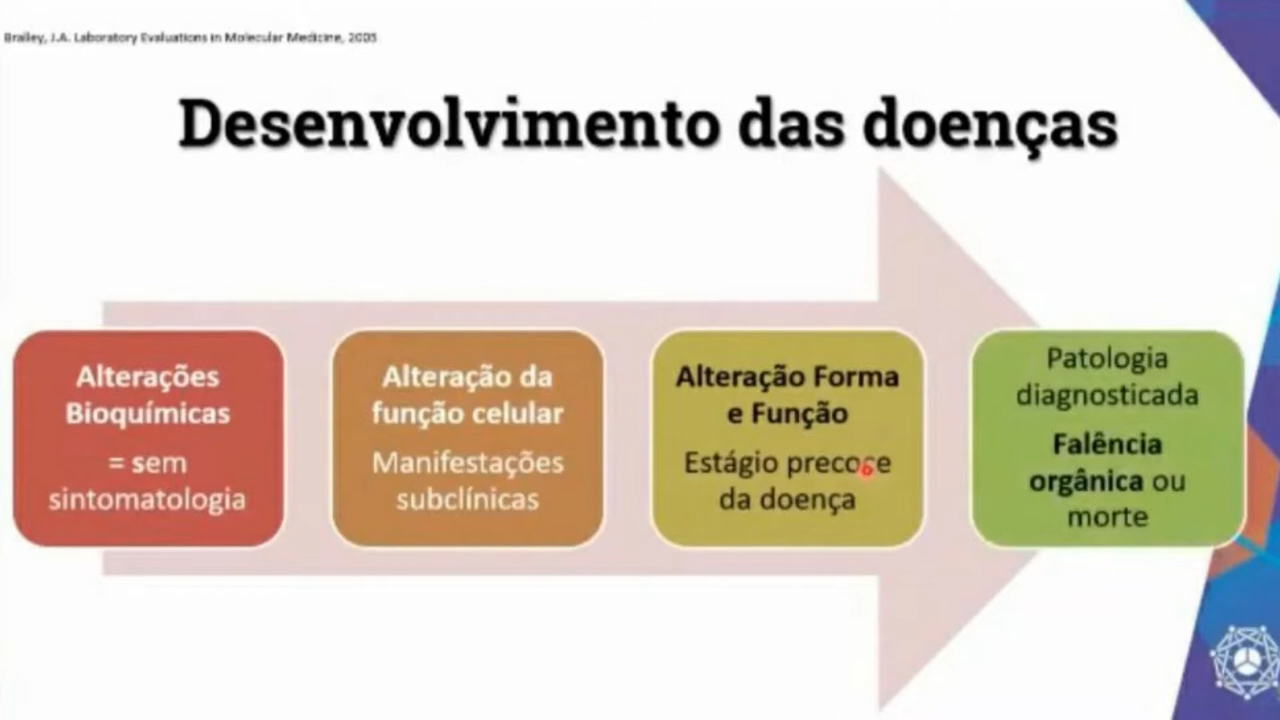 Bralley, J.A. Laboratory Evaluations in Molecular Medicine, 2005
Desenvolvimento das doenças
Alterações
Bioquímicas
= sem
sintomatologia
Alteração da
função celular
Manifestações
subclínicas
Alteração Forma
e Função
Estágio precoce
da doença
Patologia
diagnosticada
Falência
orgânica ou
morte